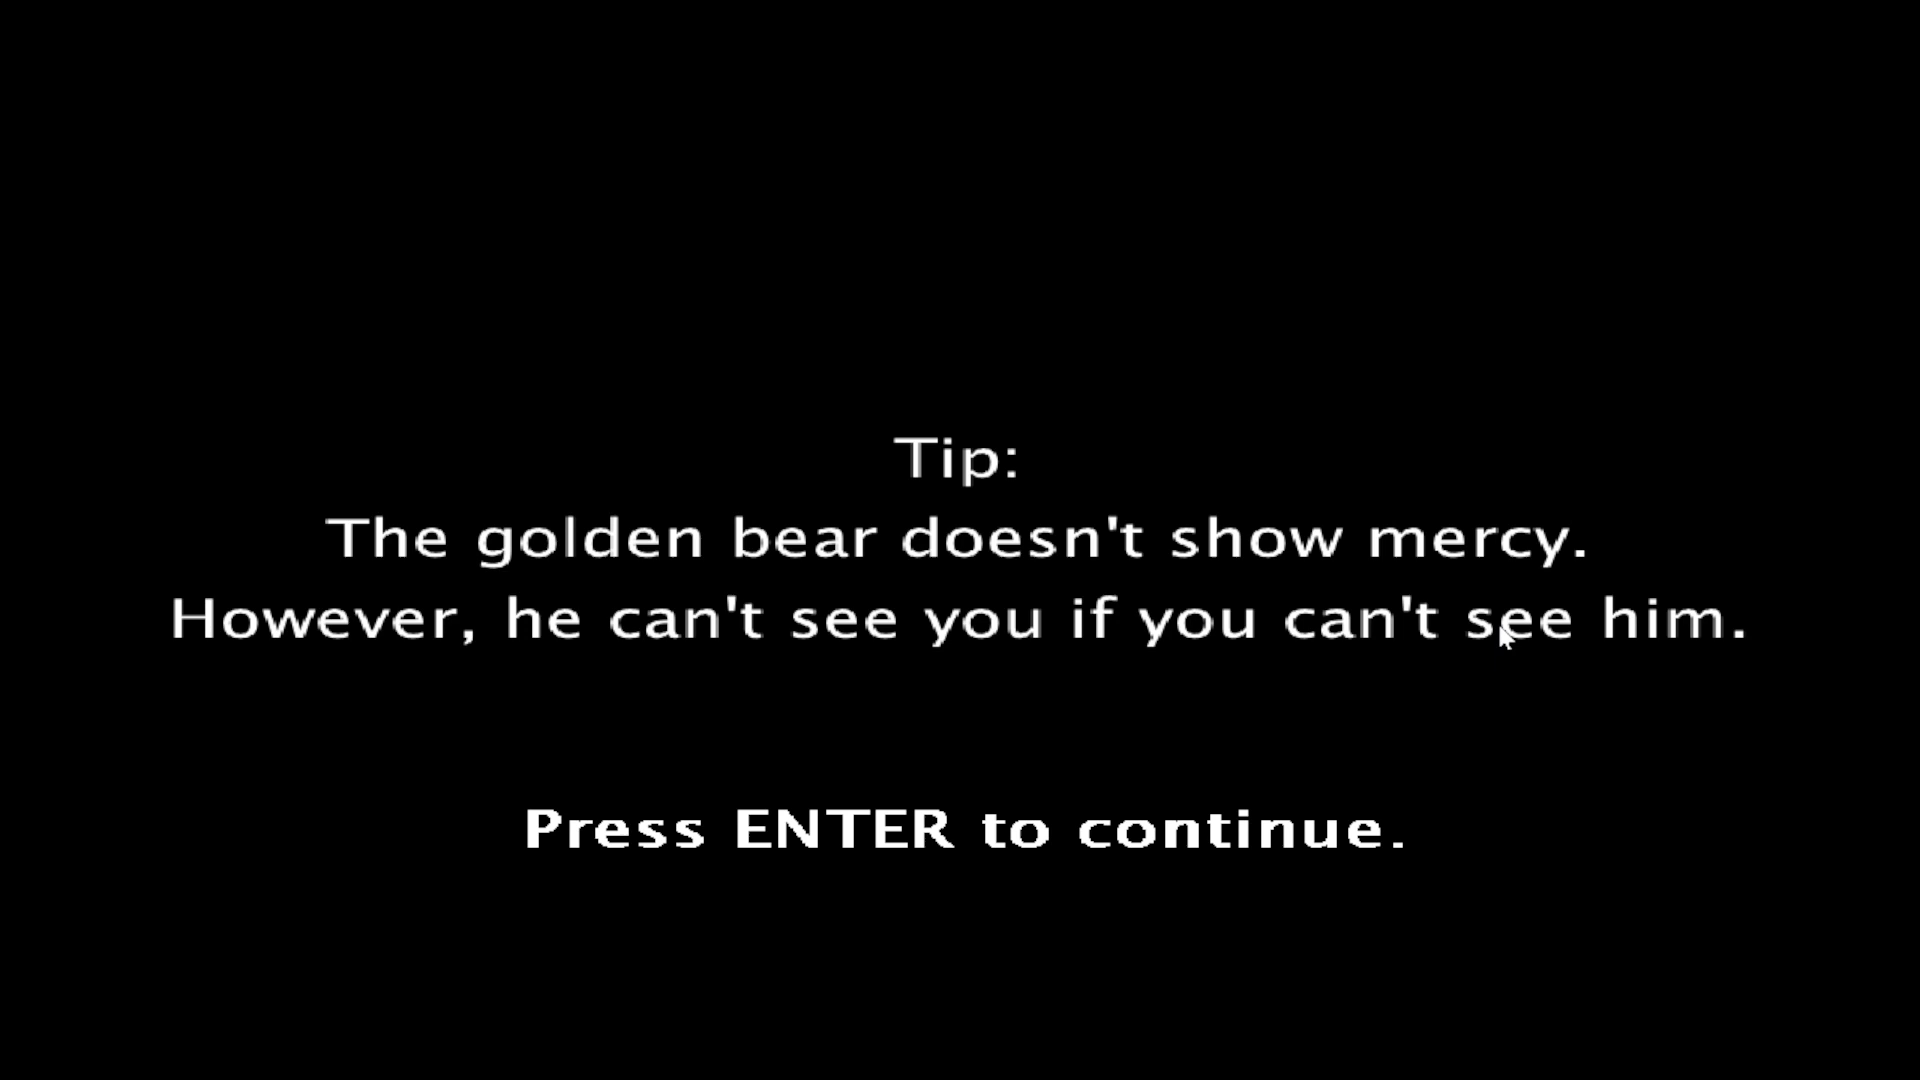 Tip:
The golden bear doesn't show mercy.
However, he can't see you if you can't see him.
Press ENTER to continue.